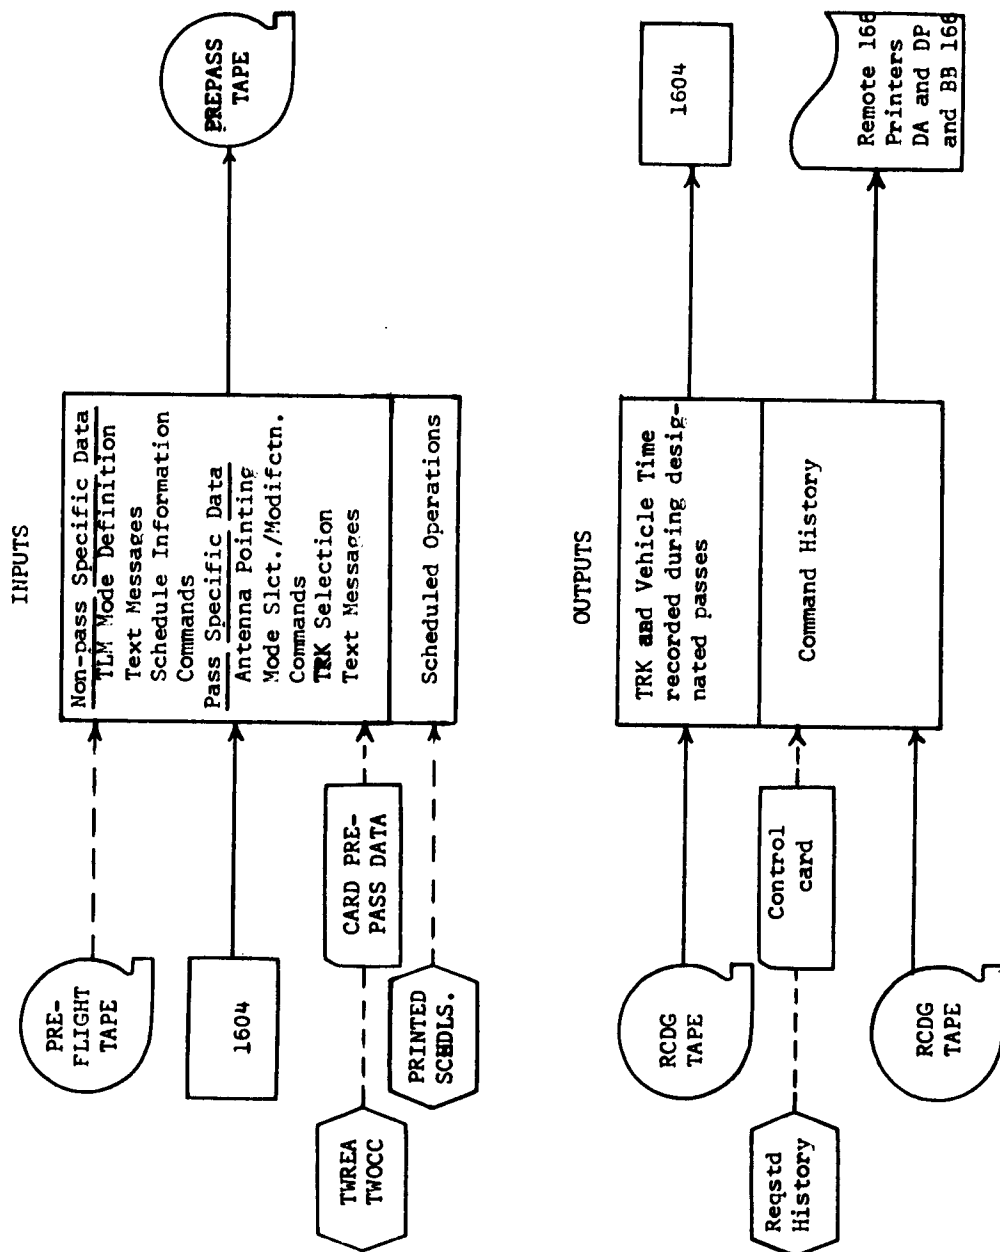 INPUTS
PRE-
FLIGHT
TAPE
1604
TWREA
TWOCC
CARD PRE-
PASS DATA
PRINTED
SCHDLS.
Non-pass Specific Data
TLM Mode Definition
Text Messages
Schedule Information
Commands
Pass Specific Data
Antenna Pointing
Mode Slct./Modifctn.
Commands
TRK Selection
Text Messages
Scheduled Operations
PREPASS
TAPE
OUTPUTS
RCDG
TAPE
Reqstd
History
Control
card
RCDG
TAPE
TRK and Vehicle Time
recorded during desig-
nated passes
Command History
1604
Remote 166
Printers
DA and DP
and BB 166